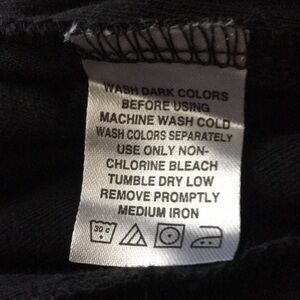 WASH DARK COLORS
BEFORE USING
MACHINE WASH COLD
WASH COLORS SEPARATELY
USE ONLY NON-
CHLORINE BLEACH
TUMBLE DRY LOW
REMOVE PROMPTLY
MEDIUM IRON
30 C